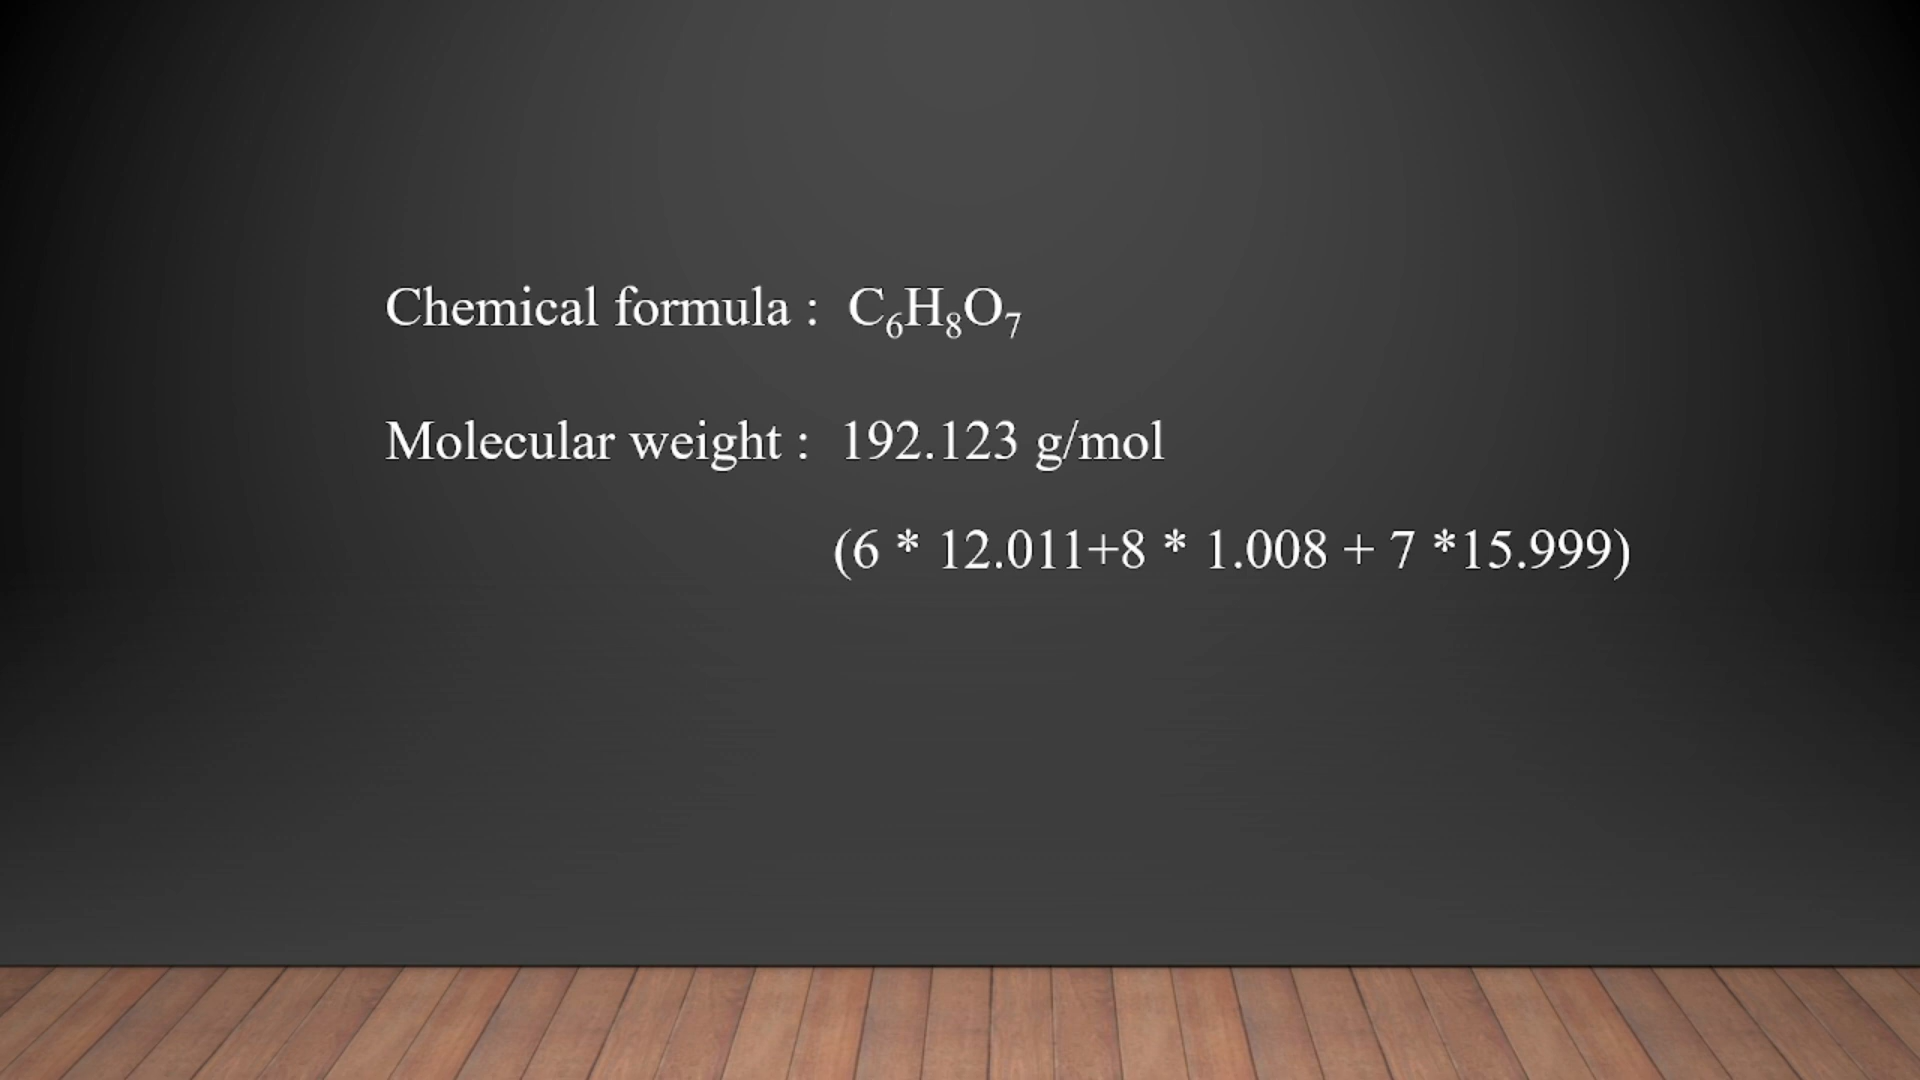 Chemical formula : C₆H₈O₇
Molecular weight : 192.123 g/mol
(6 * 12.011+8 * 1.008 + 7 *15.999)